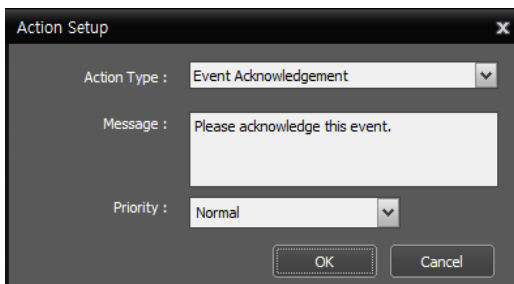 Action Setup
Action Type : Event Acknowledgement
Message : Please acknowledge this event.
Priority : Normal
OK Cancel